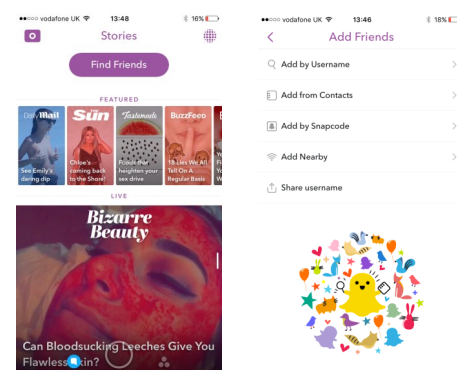 vodafone UK 13:48 16%
Stories
Find Friends
FEATURED
DailyMail
See Emily's
daring dip
THE
Sun
Chloe's
coming back
to the Shore!
Tastemade
Foods that
heighten your
sex drive
BuzzFeed
18 Lies We All
Tell On A
Regular Basis
LIVE
Bizarre
Beauty
Can Bloodsucking Leeches Give You
Flawless Skin?
vodafone UK 13:46 18%
Add Friends
Add by Username
Add from Contacts
Add by Snapcode
Add Nearby
Share username